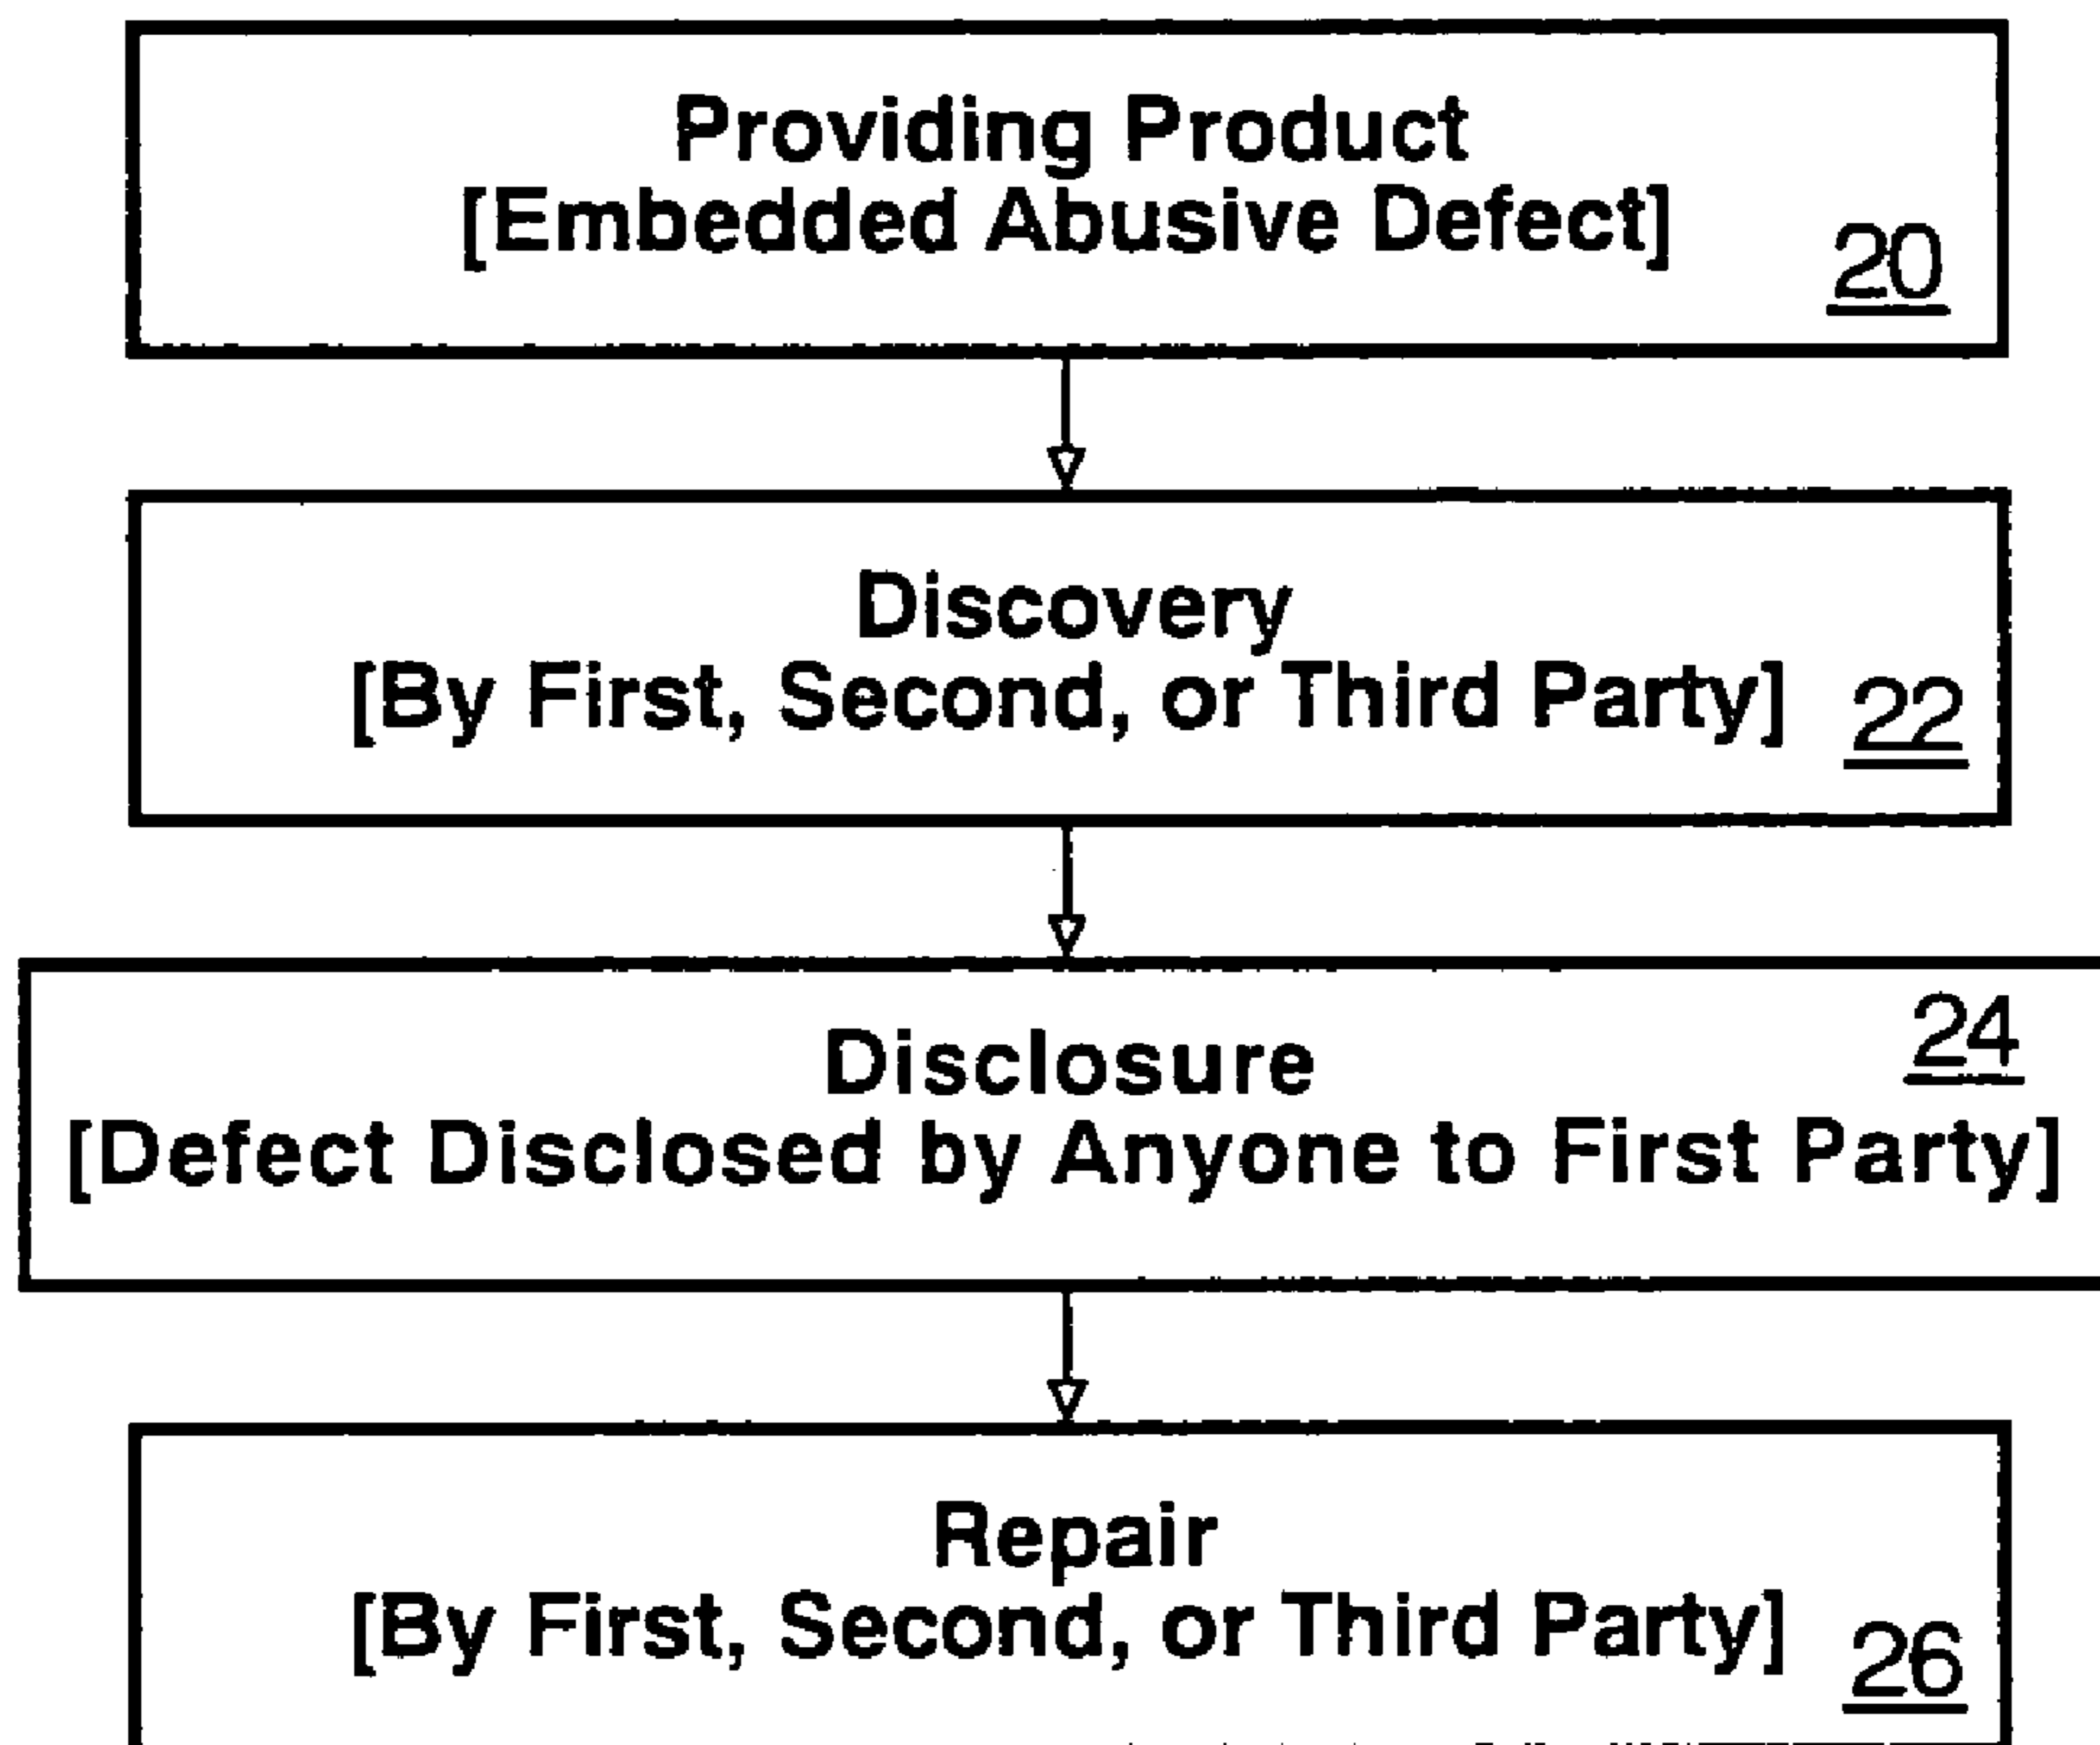 Providing Product
[Embedded Abusive Defect]
20
Discovery
[By First, Second, or Third Party]
22
24
Disclosure
[Defect Disclosed by Anyone to First Party]
Repair
[By First, Second, or Third Party]
26